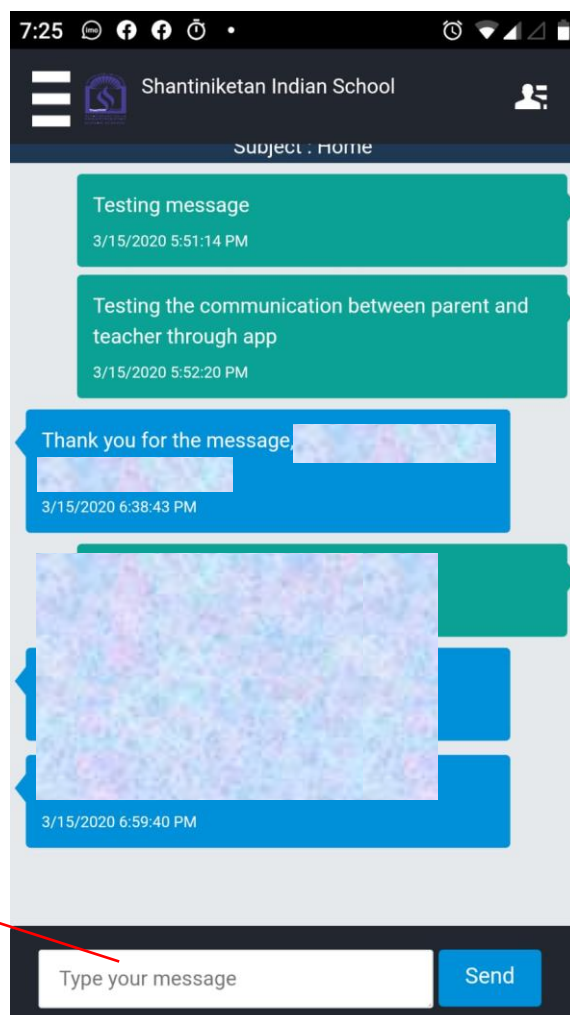 7:25
Shantiniketan Indian School
Subject : Home
Testing message
3/15/2020 5:51:14 PM
Testing the communication between parent and
teacher through app
3/15/2020 5:52:20 PM
Thank you for the message,
3/15/2020 6:38:43 PM
3/15/2020 6:59:40 PM
Type your message
Send